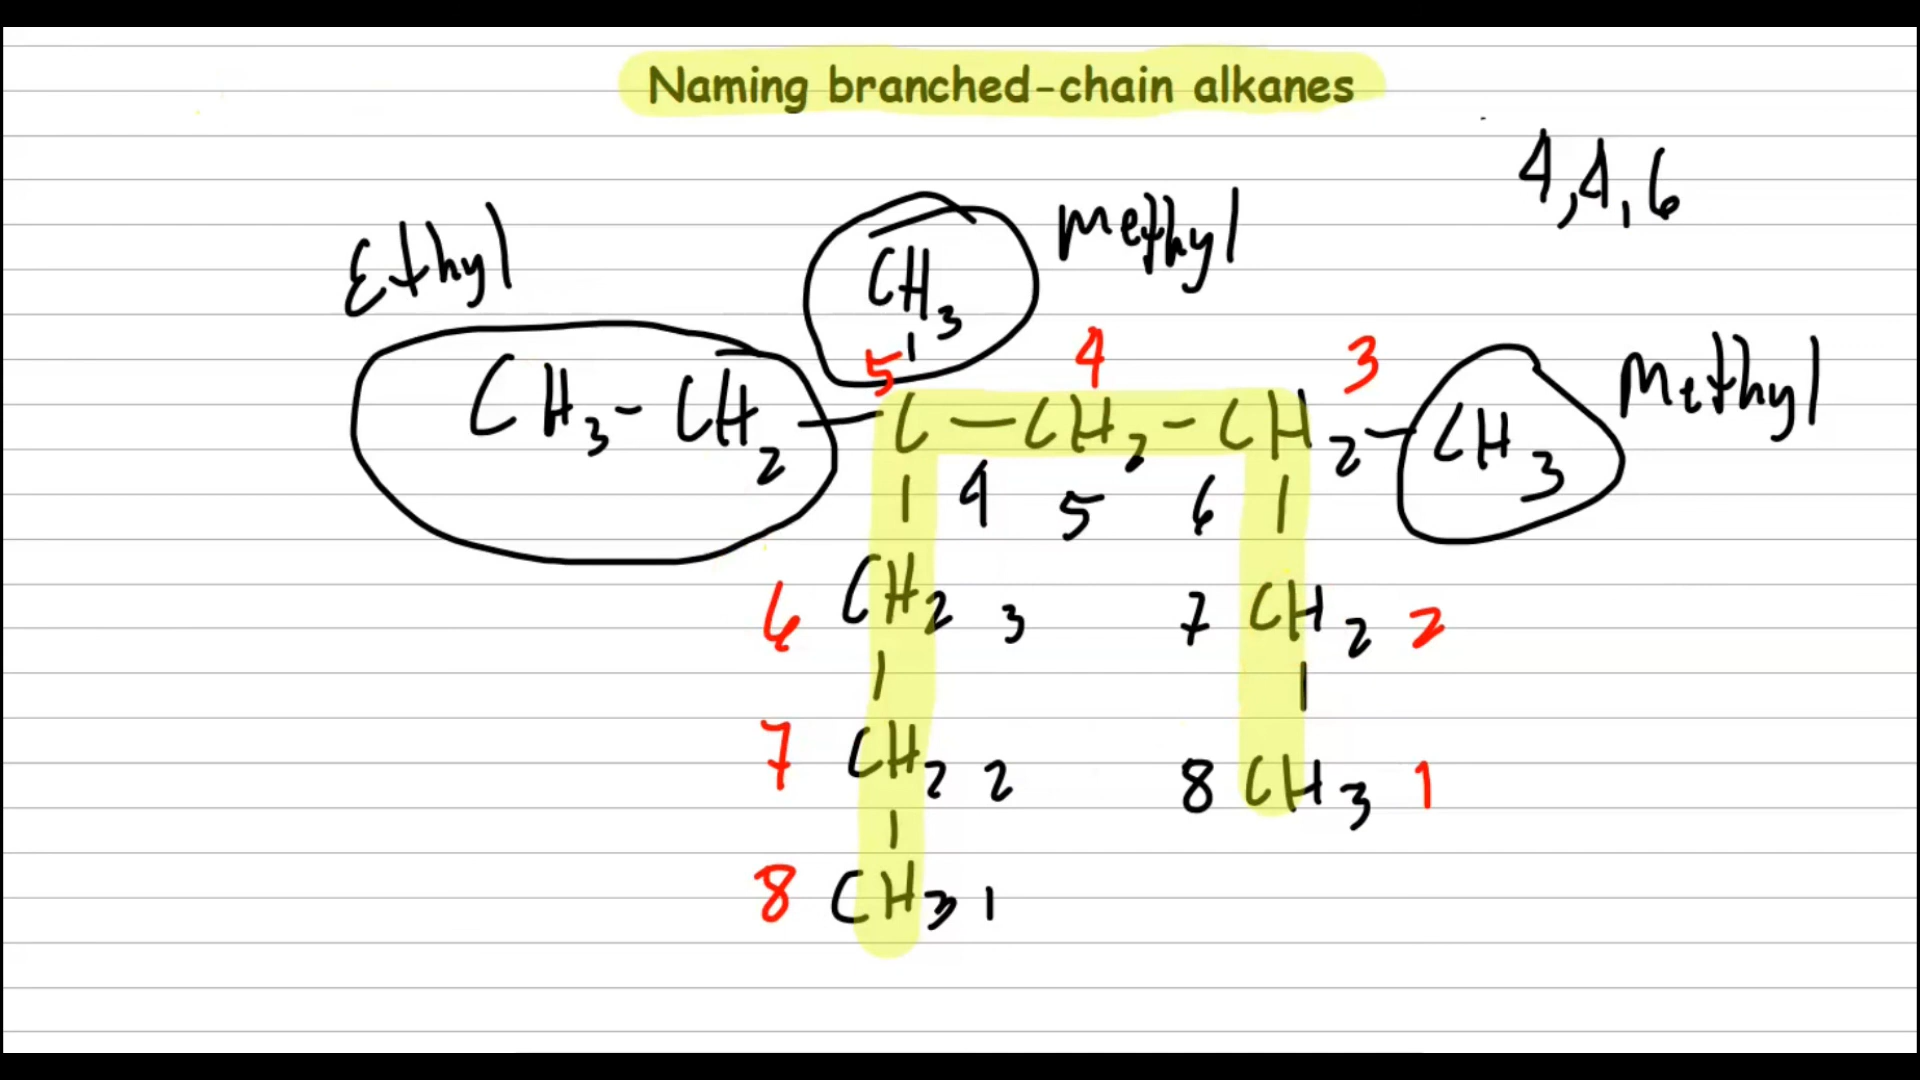 Naming branched-chain alkanes
4,4,6
Ethyl
CH3
Methyl
5 4 3
CH3-CH2-C-CH2-CH2-CH3
Methyl
4 5 6
6 CH2 3 7 CH2 2
7 CH2 2 8 CH3 1
8 CH3 1